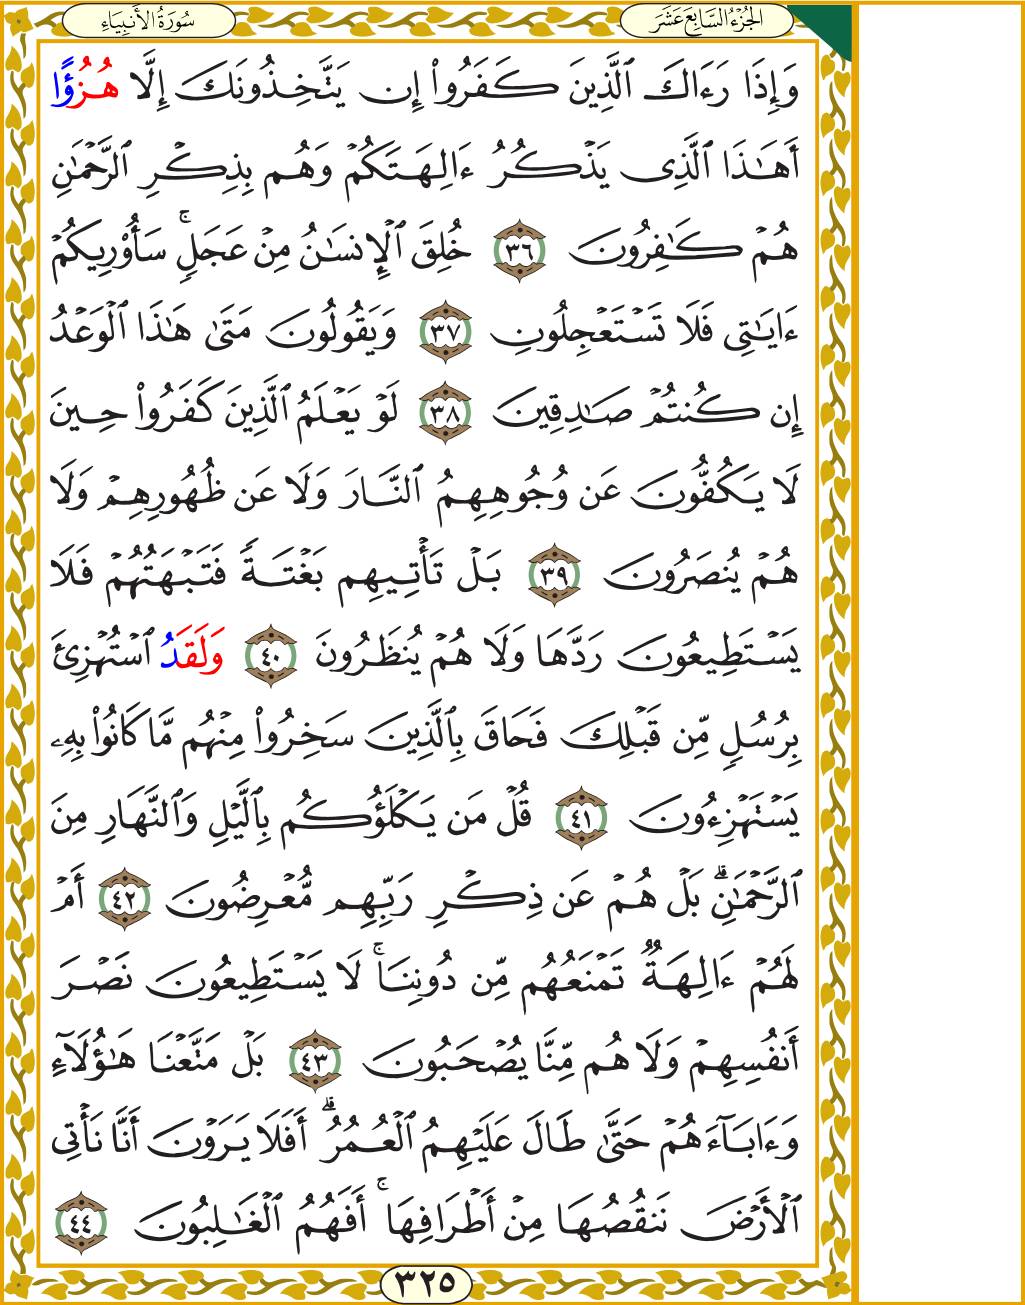 الجُزْءُ السَّابِعَ عَشَرَ
سُورَةُ الأَنبِيَاءِ
وَإِذَا رَءَاكَ ٱلَّذِينَ كَفَرُوٓا۟ إِن يَتَّخِذُونَكَ إِلَّا هُزُؤًا
أَهَـٰذَا ٱلَّذِى يَذْكُرُ ءَالِهَتَكُمْ وَهُم بِذِكْرِ ٱلرَّحْمَـٰنِ
هُمْ كَـٰفِرُونَ ٣٦ خُلِقَ ٱلْإِنسَـٰنُ مِنْ عَجَلٍ ۚ سَأُو۟رِيكُمْ
ءَايَـٰتِى فَلَا تَسْتَعْجِلُونِ ٣٧ وَيَقُولُونَ مَتَىٰ هَـٰذَا ٱلْوَعْدُ
إِن كُنتُمْ صَـٰدِقِينَ ٣٨ لَوْ يَعْلَمُ ٱلَّذِينَ كَفَرُوا۟ حِينَ
لَا يَكُفُّونَ عَن وُجُوهِهِمُ ٱلنَّارَ وَلَا عَن ظُهُورِهِمْ وَلَا
هُمْ يُنصَرُونَ ٣٩ بَلْ تَأْتِيهِم بَغْتَةً فَتَبْهَتُهُمْ فَلَا
يَسْتَطِيعُونَ رَدَّهَا وَلَا هُمْ يُنظَرُونَ ٤٠ وَلَقَدُ ٱسْتُهْزِئَ
بِرُسُلٍ مِّن قَبْلِكَ فَحَاقَ بِٱلَّذِينَ سَخِرُوا۟ مِنْهُم مَّا كَانُوا۟ بِهِۦ
يَسْتَهْزِءُونَ ٤١ قُلْ مَن يَكْلَؤُكُم بِٱلَّيْلِ وَٱلنَّهَارِ مِنَ
ٱلرَّحْمَـٰنِ ۗ بَلْ هُمْ عَن ذِكْرِ رَبِّهِم مُّعْرِضُونَ ٤٢ أَمْ
لَهُمْ ءَالِهَةٌ تَمْنَعُهُم مِّن دُونِنَا ۚ لَا يَسْتَطِيعُونَ نَصْرَ
أَنفُسِهِمْ وَلَا هُم مِّنَّا يُصْحَبُونَ ٤٣ بَلْ مَتَّعْنَا هَـٰٓؤُلَآءِ
وَءَابَآءَهُمْ حَتَّىٰ طَالَ عَلَيْهِمُ ٱلْعُمُرُ ۗ أَفَلَا يَرَوْنَ أَنَّا نَأْتِى
ٱلْأَرْضَ نَنقُصُهَا مِنْ أَطْرَافِهَآ ۚ أَفَهُمُ ٱلْغَـٰلِبُونَ ٤٤
٣٢٥